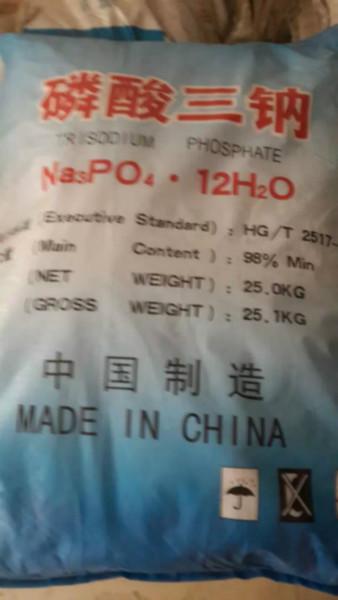 磷酸三钠
TRISODIUM PHOSPHATE
Na₃PO₄·12H₂O
(Executive Standard): HG/T 2517-
(Main Content): 98% Min
(NET WEIGHT): 25.0KG
(GROSS WEIGHT): 25.1KG
中国制造
MADE IN CHINA